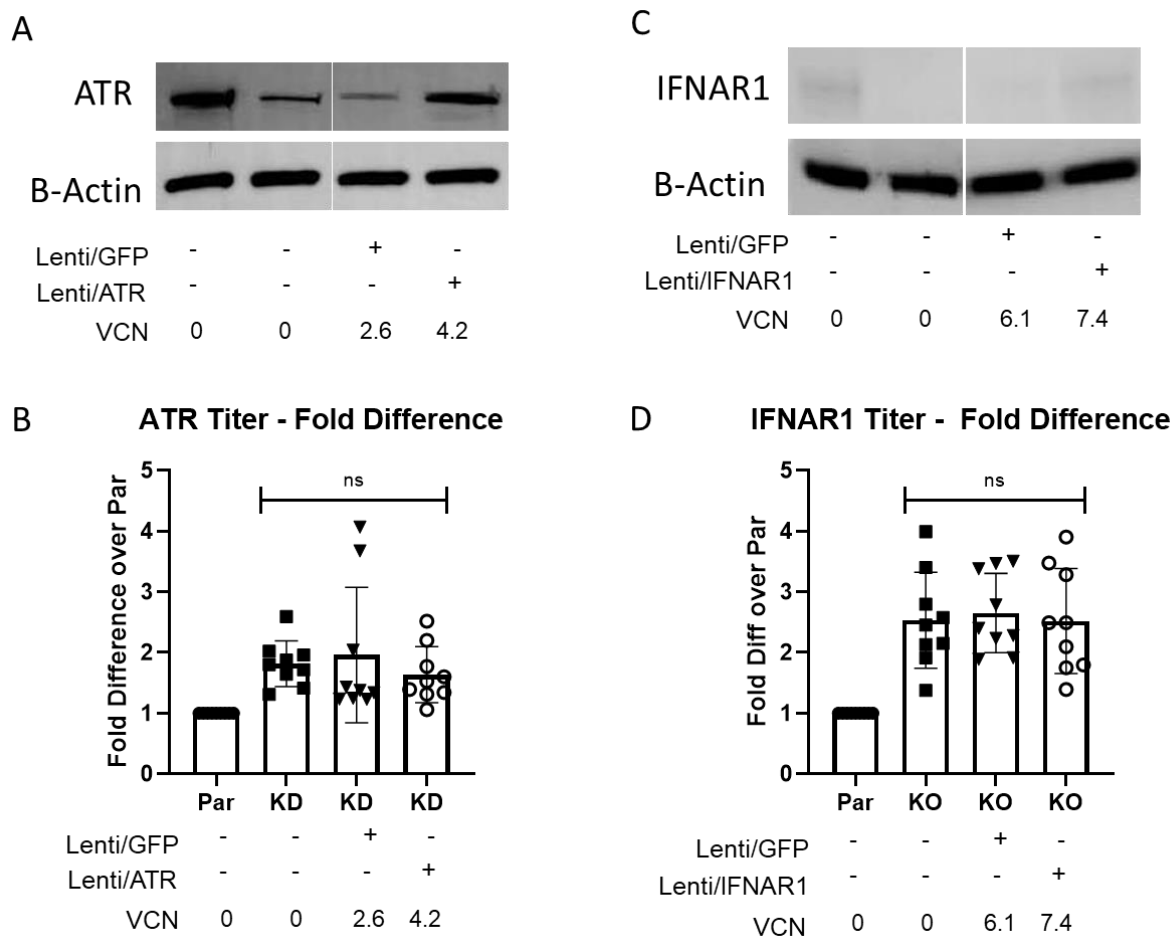 A
ATR
B-Actin
Lenti/GFP - - + -
Lenti/ATR - - - +
VCN 0 0 2.6 4.2
C
IFNAR1
B-Actin
Lenti/GFP - - + -
Lenti/IFNAR1 - - - +
VCN 0 0 6.1 7.4
B
ATR Titer - Fold Difference
Fold Difference over Par
5
4
3
2
1
0
ns
Par KD KD KD
Lenti/GFP - - + -
Lenti/ATR - - - +
VCN 0 0 2.6 4.2
D
IFNAR1 Titer - Fold Difference
Fold Diff over Par
5
4
3
2
1
0
ns
Par KO KO KO
Lenti/GFP - - + -
Lenti/IFNAR1 - - - +
VCN 0 0 6.1 7.4